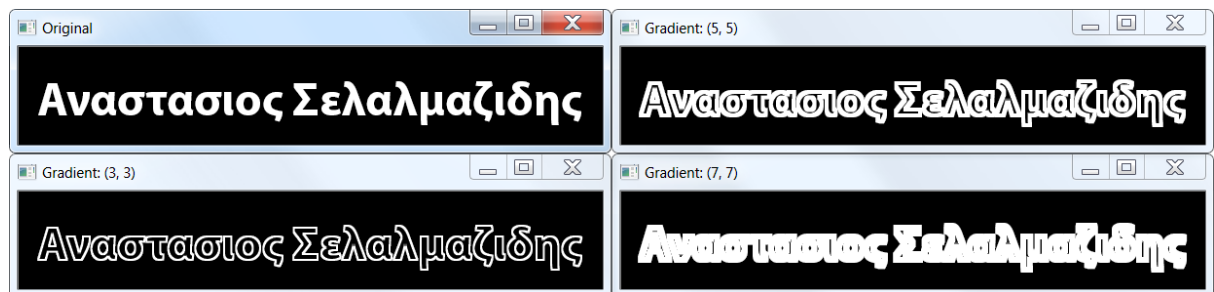 Original
Αναστασιος Σελαλμαζιδης
Gradient: (5, 5)
Αναστασιος Σελαλμαζιδης
Gradient: (3, 3)
Αναστασιος Σελαλμαζιδης
Gradient: (7, 7)
Αναστασιος Σελαλμαζιδης